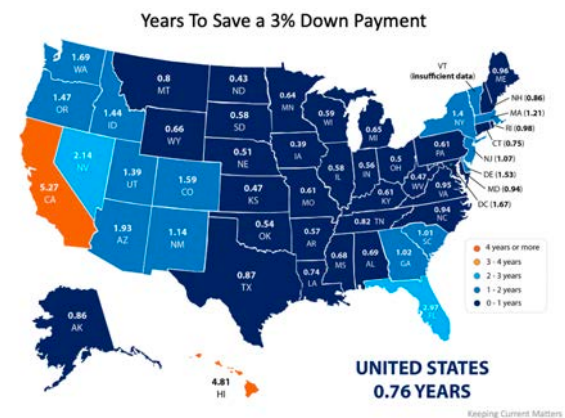 Years To Save a 3% Down Payment
1.69
WA
1.47
OR
1.44
ID
0.8
MT
0.43
ND
0.58
SD
0.66
WY
0.51
NE
5.27
CA
2.14
NV
1.39
UT
1.59
CO
0.47
KS
1.93
AZ
1.14
NM
0.54
OK
0.87
TX
0.64
MN
0.39
IA
0.61
MO
0.57
AR
0.74
LA
0.59
WI
0.58
IL
0.65
MI
0.56
IN
0.5
OH
0.61
KY
0.82 TN
0.68
MS
0.69
AL
1.02
GA
2.97
FL
1.01
SC
0.94
NC
0.95
VA
0.47
WV
0.61
PA
1.4
NY
VT
(insufficient data)
0.96
ME
NH (0.86)
MA (1.21)
RI (0.98)
CT (0.75)
NJ (1.07)
DE (1.53)
MD (0.94)
DC (1.67)
0.86
AK
4.81
HI
4 years or more
3 - 4 years
2 - 3 years
1 - 2 years
0 - 1 years
UNITED STATES
0.76 YEARS
Keeping Current Matters